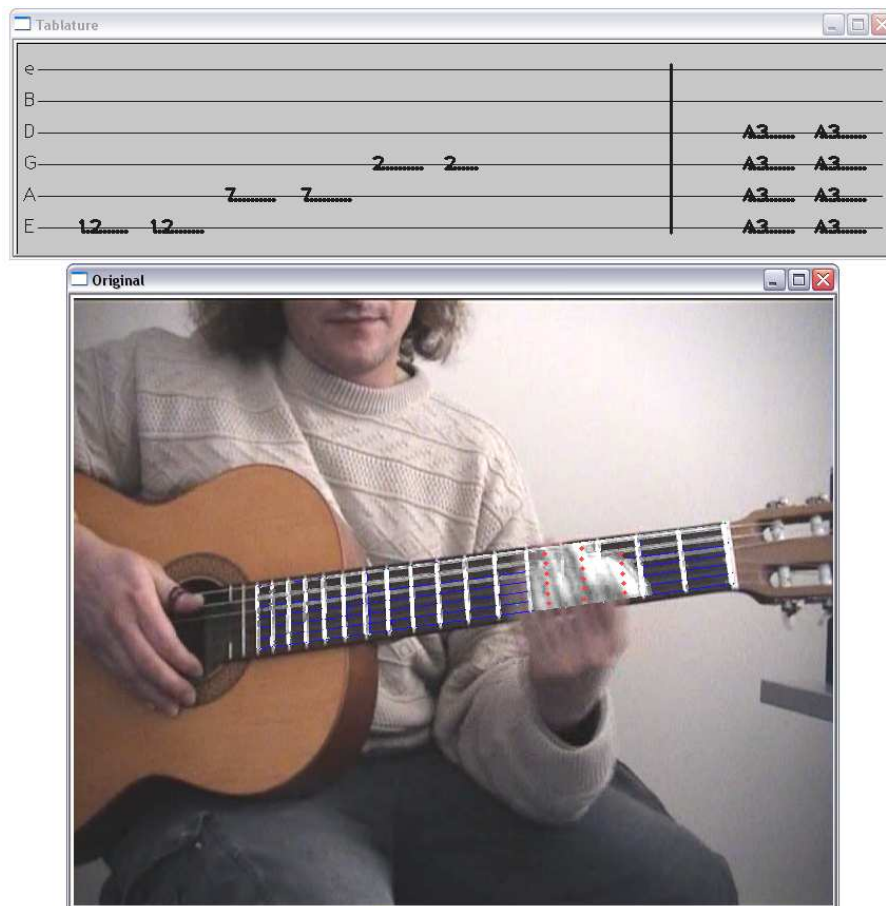 Tablature
e
B
D A3 A3
G 2 2 A3 A3
A 7 7 A3 A3
E 12 12 A3 A3
Original